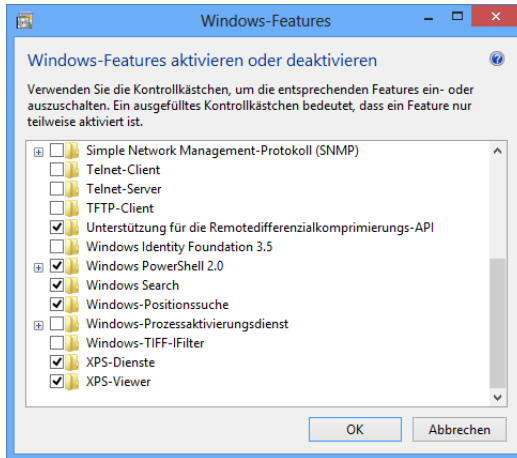 Windows-Features
Windows-Features aktivieren oder deaktivieren
Verwenden Sie die Kontrollkästchen, um die entsprechenden Features ein- oder
auszuschalten. Ein ausgefülltes Kontrollkästchen bedeutet, dass ein Feature nur
teilweise aktiviert ist.
Simple Network Management-Protokoll (SNMP)
Telnet-Client
Telnet-Server
TFTP-Client
Unterstützung für die Remotedifferenzialkomprimierungs-API
Windows Identity Foundation 3.5
Windows PowerShell 2.0
Windows Search
Windows-Positionssuche
Windows-Prozessaktivierungsdienst
Windows-TIFF-IFilter
XPS-Dienste
XPS-Viewer
OK
Abbrechen